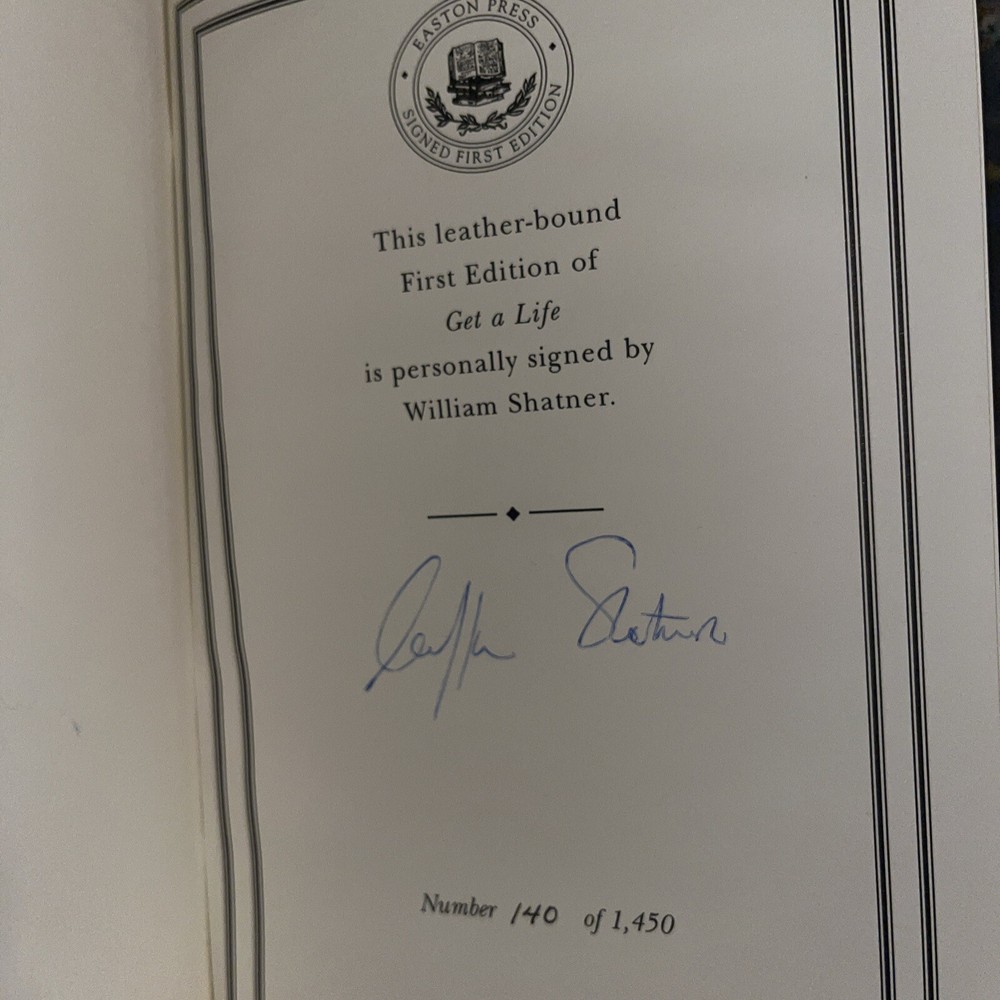 EASTON PRESS
SIGNED FIRST EDITION
This leather-bound
First Edition of
Get a Life
is personally signed by
William Shatner.
Shatner
Number 140 of 1,450